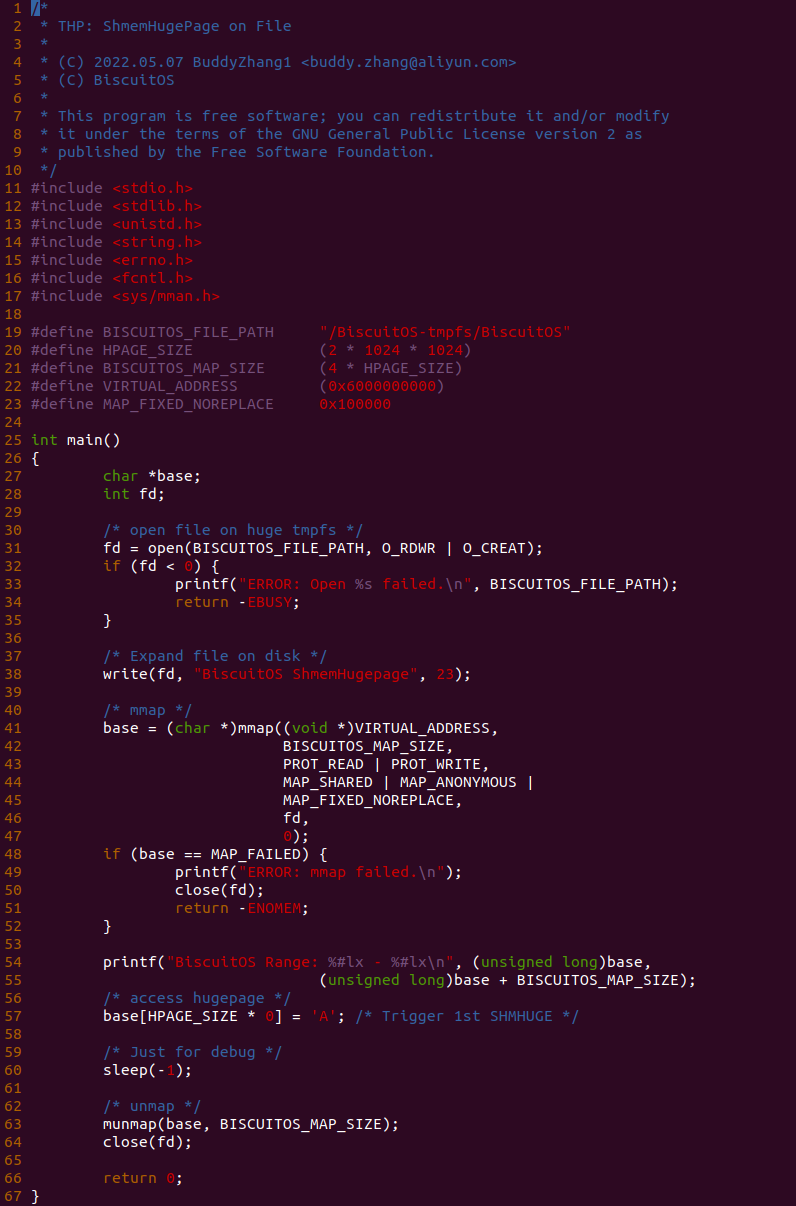 1 /*
2  * THP: ShmemHugePage on File
3  *
4  * (C) 2022.05.07 BuddyZhang1 <buddy.zhang@aliyun.com>
5  * (C) BiscuitOS
6  *
7  * This program is free software; you can redistribute it and/or modify
8  * it under the terms of the GNU General Public License version 2 as
9  * published by the Free Software Foundation.
10  */
11 #include <stdio.h>
12 #include <stdlib.h>
13 #include <unistd.h>
14 #include <string.h>
15 #include <errno.h>
16 #include <fcntl.h>
17 #include <sys/mman.h>
18
19 #define BISCUITOS_FILE_PATH     "/BiscuitOS-tmpfs/BiscuitOS"
20 #define HPAGE_SIZE              (2 * 1024 * 1024)
21 #define BISCUITOS_MAP_SIZE      (4 * HPAGE_SIZE)
22 #define VIRTUAL_ADDRESS         (0x6000000000)
23 #define MAP_FIXED_NOREPLACE     0x100000
24
25 int main()
26 {
27         char *base;
28         int fd;
29
30         /* open file on huge tmpfs */
31         fd = open(BISCUITOS_FILE_PATH, O_RDWR | O_CREAT);
32         if (fd < 0) {
33                 printf("ERROR: Open %s failed.\n", BISCUITOS_FILE_PATH);
34                 return -EBUSY;
35         }
36
37         /* Expand file on disk */
38         write(fd, "BiscuitOS ShmemHugepage", 23);
39
40         /* mmap */
41         base = (char *)mmap((void *)VIRTUAL_ADDRESS,
42                             BISCUITOS_MAP_SIZE,
43                             PROT_READ | PROT_WRITE,
44                             MAP_SHARED | MAP_ANONYMOUS |
45                             MAP_FIXED_NOREPLACE,
46                             fd,
47                             0);
48         if (base == MAP_FAILED) {
49                 printf("ERROR: mmap failed.\n");
50                 close(fd);
51                 return -ENOMEM;
52         }
53
54         printf("BiscuitOS Range: %#lx - %#lx\n", (unsigned long)base,
55                                 (unsigned long)base + BISCUITOS_MAP_SIZE);
56         /* access hugepage */
57         base[HPAGE_SIZE * 0] = 'A'; /* Trigger 1st SHMHUGE */
58
59         /* Just for debug */
60         sleep(-1);
61
62         /* unmap */
63         munmap(base, BISCUITOS_MAP_SIZE);
64         close(fd);
65
66         return 0;
67 }